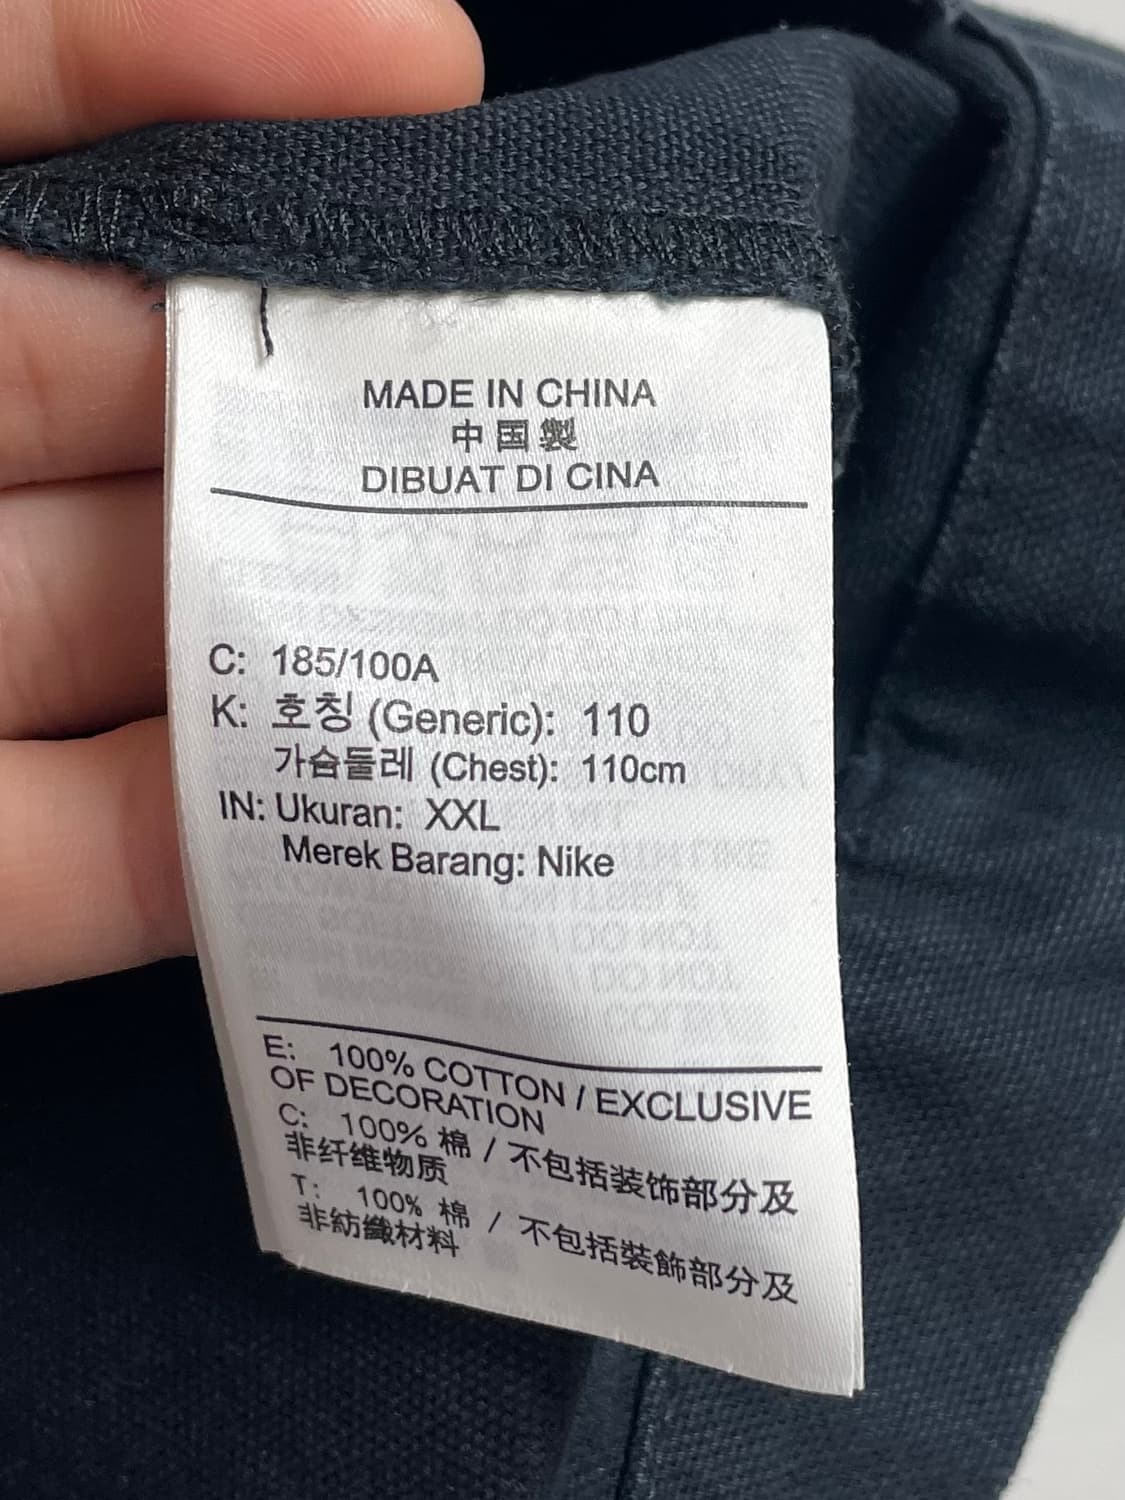 MADE IN CHINA
中国製
DIBUAT DI CINA
C: 185/100A
K: 호칭 (Generic): 110
가슴둘레 (Chest): 110cm
IN: Ukuran: XXL
Merek Barang: Nike
E: 100% COTTON / EXCLUSIVE
OF DECORATION
C: 100% 棉 / 不包括装饰部分及
非纤维物质
T: 100% 棉 / 不包括裝飾部分及
非紡織材料